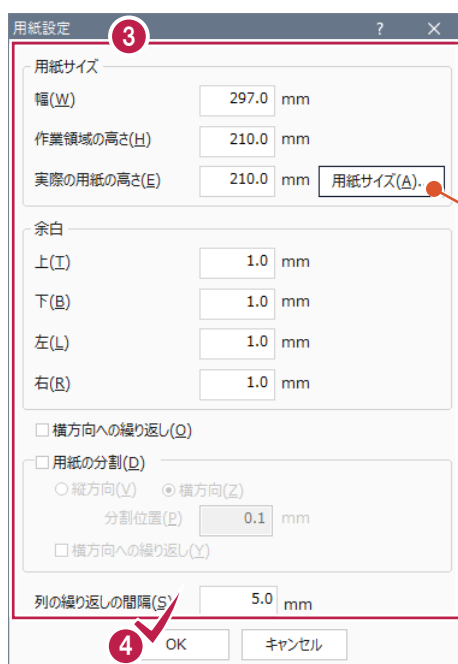 用紙設定 ? ×
3
用紙サイズ
幅(W) 297.0 mm
作業領域の高さ(H) 210.0 mm
実際の用紙の高さ(E) 210.0 mm 用紙サイズ(A)...
余白
上(T) 1.0 mm
下(B) 1.0 mm
左(L) 1.0 mm
右(R) 1.0 mm
横方向への繰り返し(O)
用紙の分割(D)
縦方向(V) 横方向(Z)
分割位置(P) 0.1 mm
横方向への繰り返し(Y)
列の繰り返しの間隔(S) 5.0 mm
4 OK キャンセル